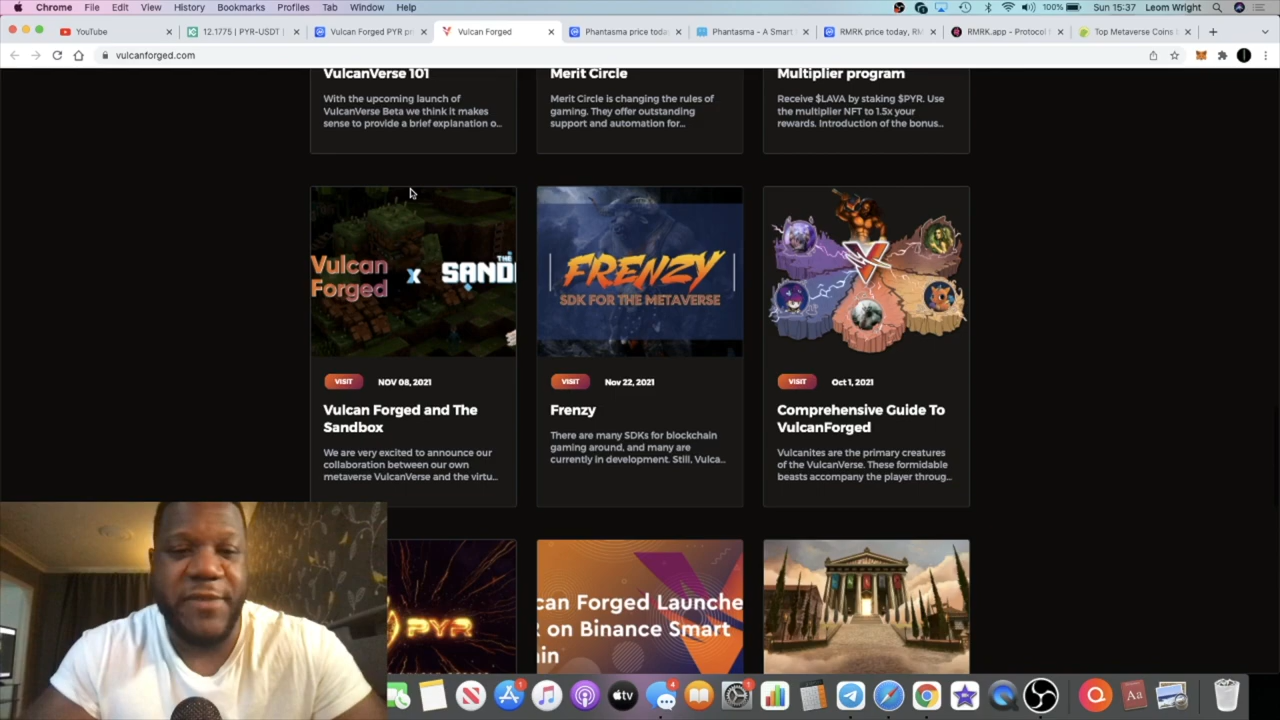 Chrome File Edit View History Bookmarks Profiles Tab Window Help
100% Sun 15:37 Leom Wright
YouTube
12.1775 | PYR-USDT |
Vulcan Forged PYR pr
Vulcan Forged
Phantasma price toda
Phantasma - A Smart
RMRK price today, RM
RMRK.app - Protocol
Top Metaverse Coins
vulcanforged.com
VulcanVerse 101
With the upcoming launch of
VulcanVerse Beta we think it makes
sense to provide a brief explanation o...
Merit Circle
Merit Circle is changing the rules of
gaming. They offer outstanding
support and automation for...
Multiplier program
Receive $LAVA by staking $PYR. Use
the multiplier NFT to 1.5x your
rewards. Introduction of the bonus...
Vulcan
Forged
x
THE
SAND
VISIT NOV 08, 2021
Vulcan Forged and The
Sandbox
We are very excited to announce our
collaboration between our own
metaverse VulcanVerse and the virtu...
FRENZY
SDK FOR THE METAVERSE
VISIT Nov 22, 2021
Frenzy
There are many SDKs for blockchain
gaming around, and many are
currently in development. Still, Vulca...
VISIT Oct 1, 2021
Comprehensive Guide To
VulcanForged
Vulcanites are the primary creatures
of the VulcanVerse. These formidable
beasts accompany the player throug...
PYR
can Forged Launche
R on Binance Smart
ain
tv
Aa